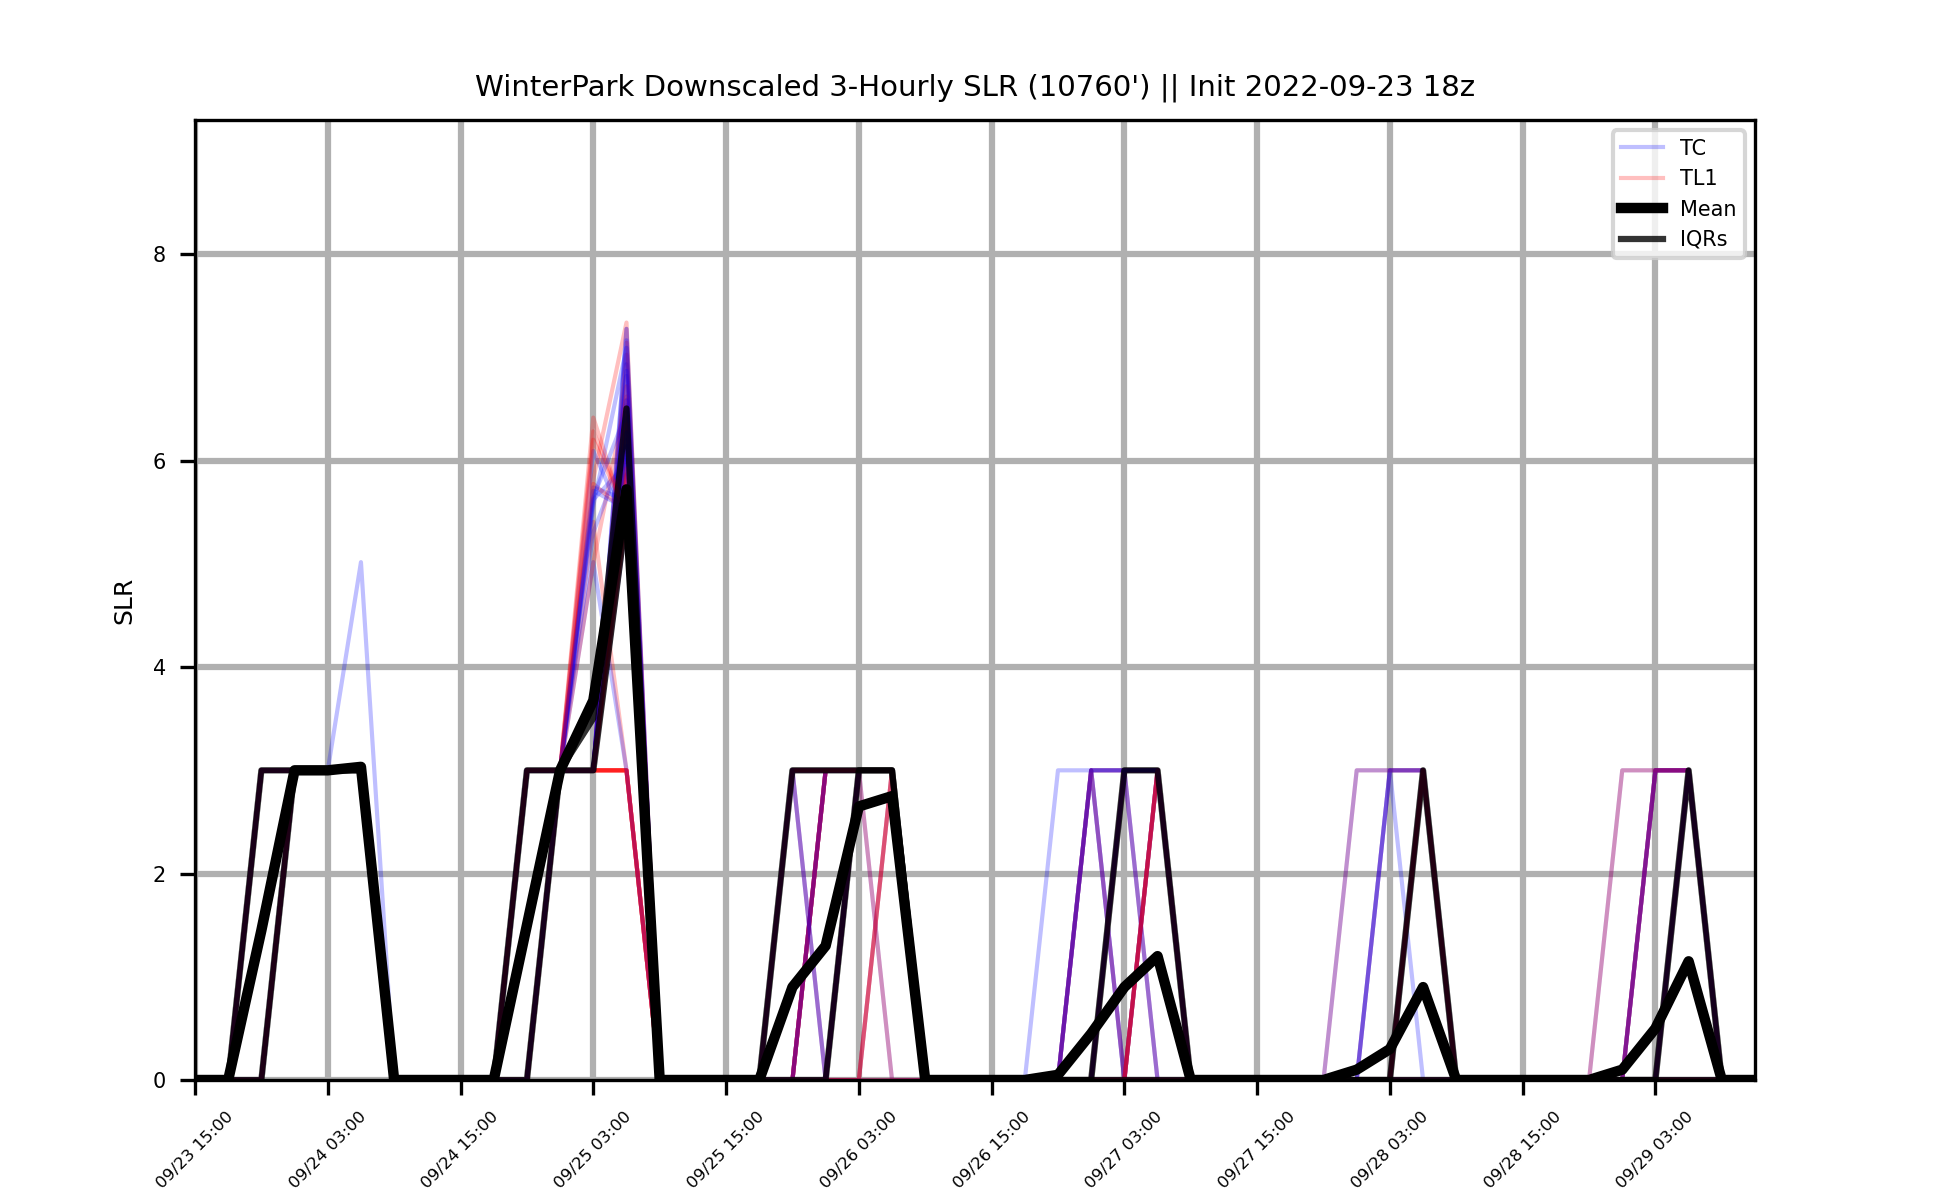 WinterPark Downscaled 3-Hourly SLR (10760') || Init 2022-09-23 18z
TC
TL1
Mean
IQRs
SLR
8
6
4
2
0
09/23 15:00
09/24 03:00
09/24 15:00
09/25 03:00
09/25 15:00
09/26 03:00
09/26 15:00
09/27 03:00
09/27 15:00
09/28 03:00
09/28 15:00
09/29 03:00